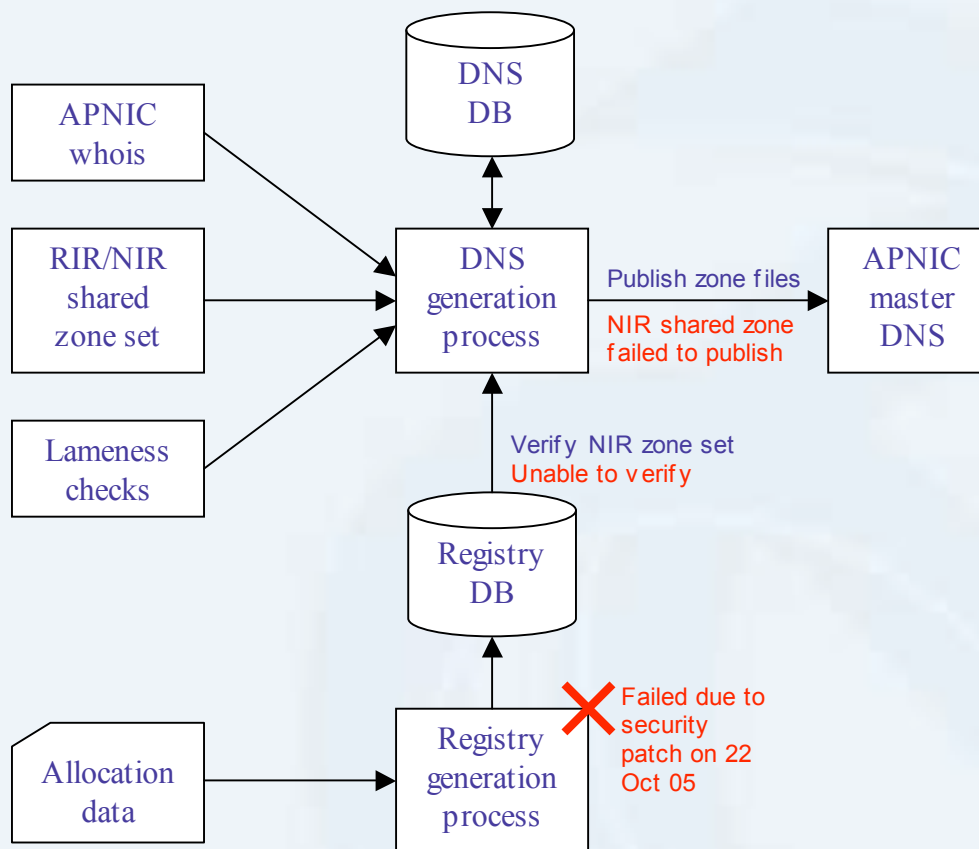 DNS
DB
APNIC
whois
RIR/NIR
shared
zone set
DNS
generation
process
Publish zone files
NIR shared zone
failed to publish
APNIC
master
DNS
Lameness
checks
Verify NIR zone set
Unable to verify
Registry
DB
Allocation
data
Registry
generation
process
Failed due to
security
patch on 22
Oct 05